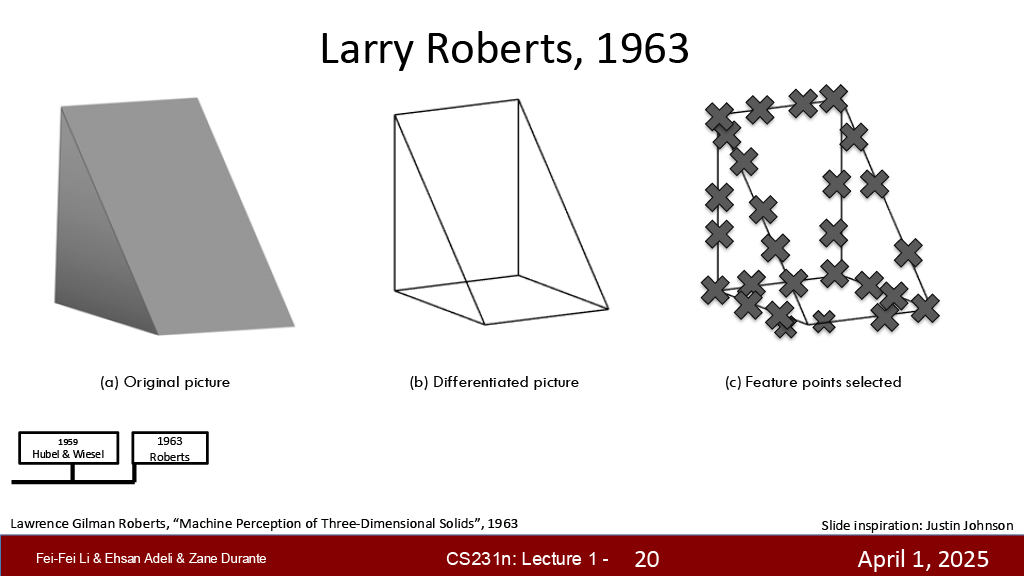 Larry Roberts, 1963
(a) Original picture
(b) Differentiated picture
(c) Feature points selected
1959
Hubel & Wiesel
1963
Roberts
Lawrence Gilman Roberts, “Machine Perception of Three-Dimensional Solids”, 1963
Slide inspiration: Justin Johnson
Fei-Fei Li & Ehsan Adeli & Zane Durante
CS231n: Lecture 1 - 20
April 1, 2025